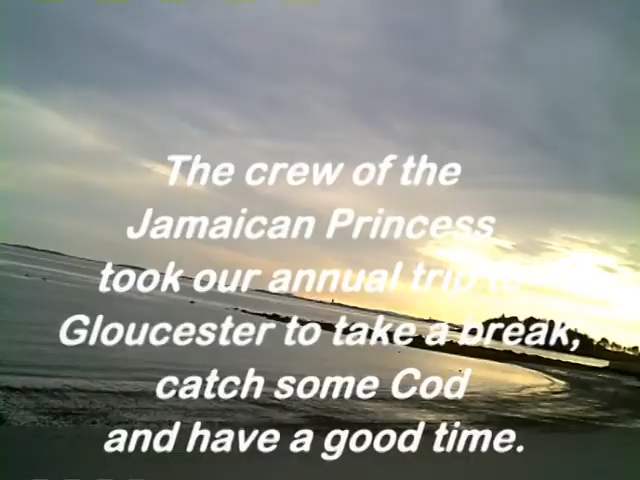 The crew of the
Jamaican Princess
took our annual trip to
Gloucester to take a break,
catch some Cod
and have a good time.